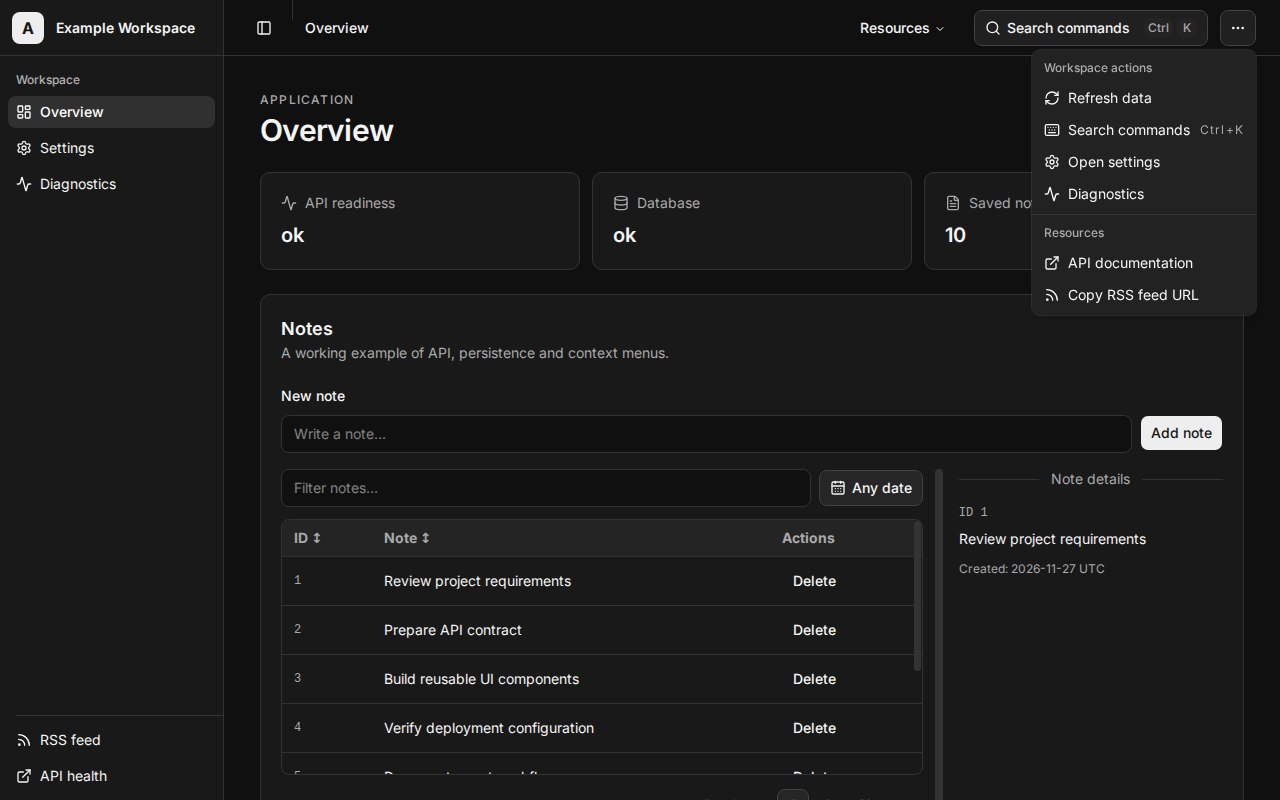 A Example Workspace
Overview
Resources
Search commands Ctrl K
Workspace
Overview
Settings
Diagnostics
RSS feed
API health
APPLICATION
Overview
API readiness
ok
Database
ok
Saved no
10
Workspace actions
Refresh data
Search commands Ctrl+K
Open settings
Diagnostics
Resources
API documentation
Copy RSS feed URL
Notes
A working example of API, persistence and context menus.
New note
Write a note...
Add note
Filter notes...
Any date
ID Note Actions
1 Review project requirements Delete
2 Prepare API contract Delete
3 Build reusable UI components Delete
4 Verify deployment configuration Delete
Note details
ID 1
Review project requirements
Created: 2026-11-27 UTC